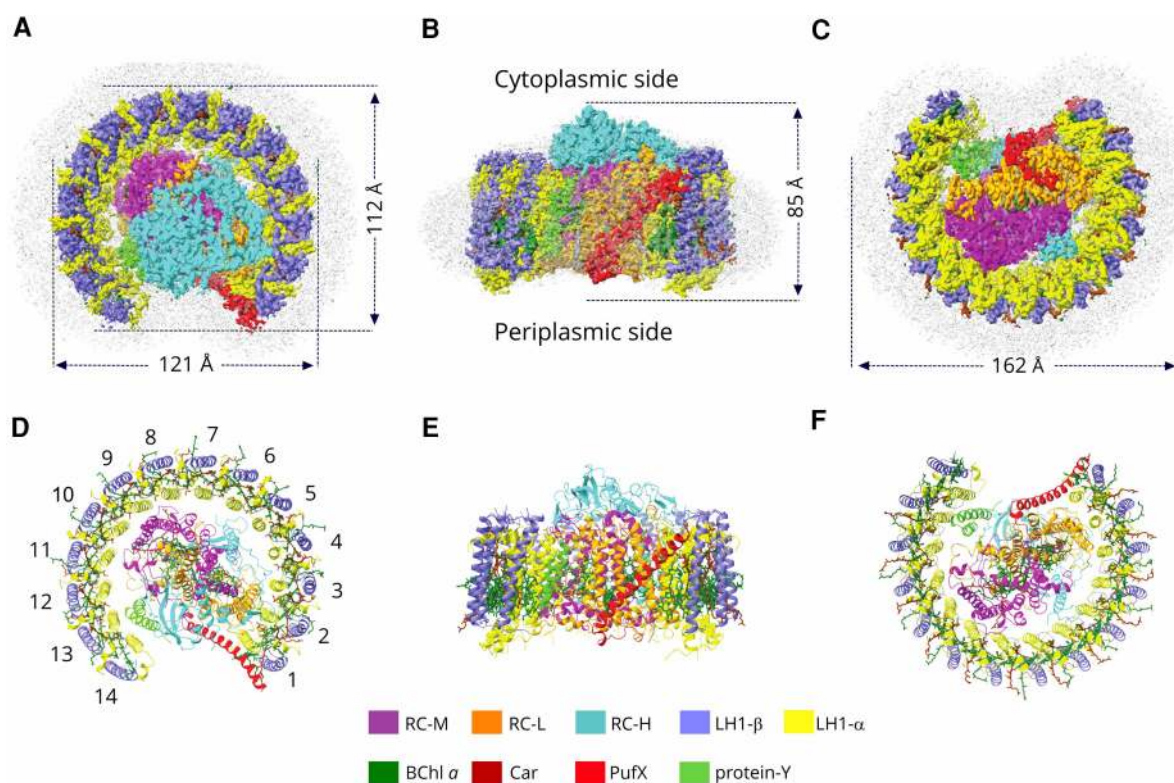 A
B
C
Cytoplasmic side
112 Å
85 Å
Periplasmic side
121 Å
162 Å
D
E
F
7
8
6
9
5
10
4
11
3
12
2
13
1
14
RC-M
RC-L
RC-H
LH1-β
LH1-α
BChl a
Car
PufX
protein-Y